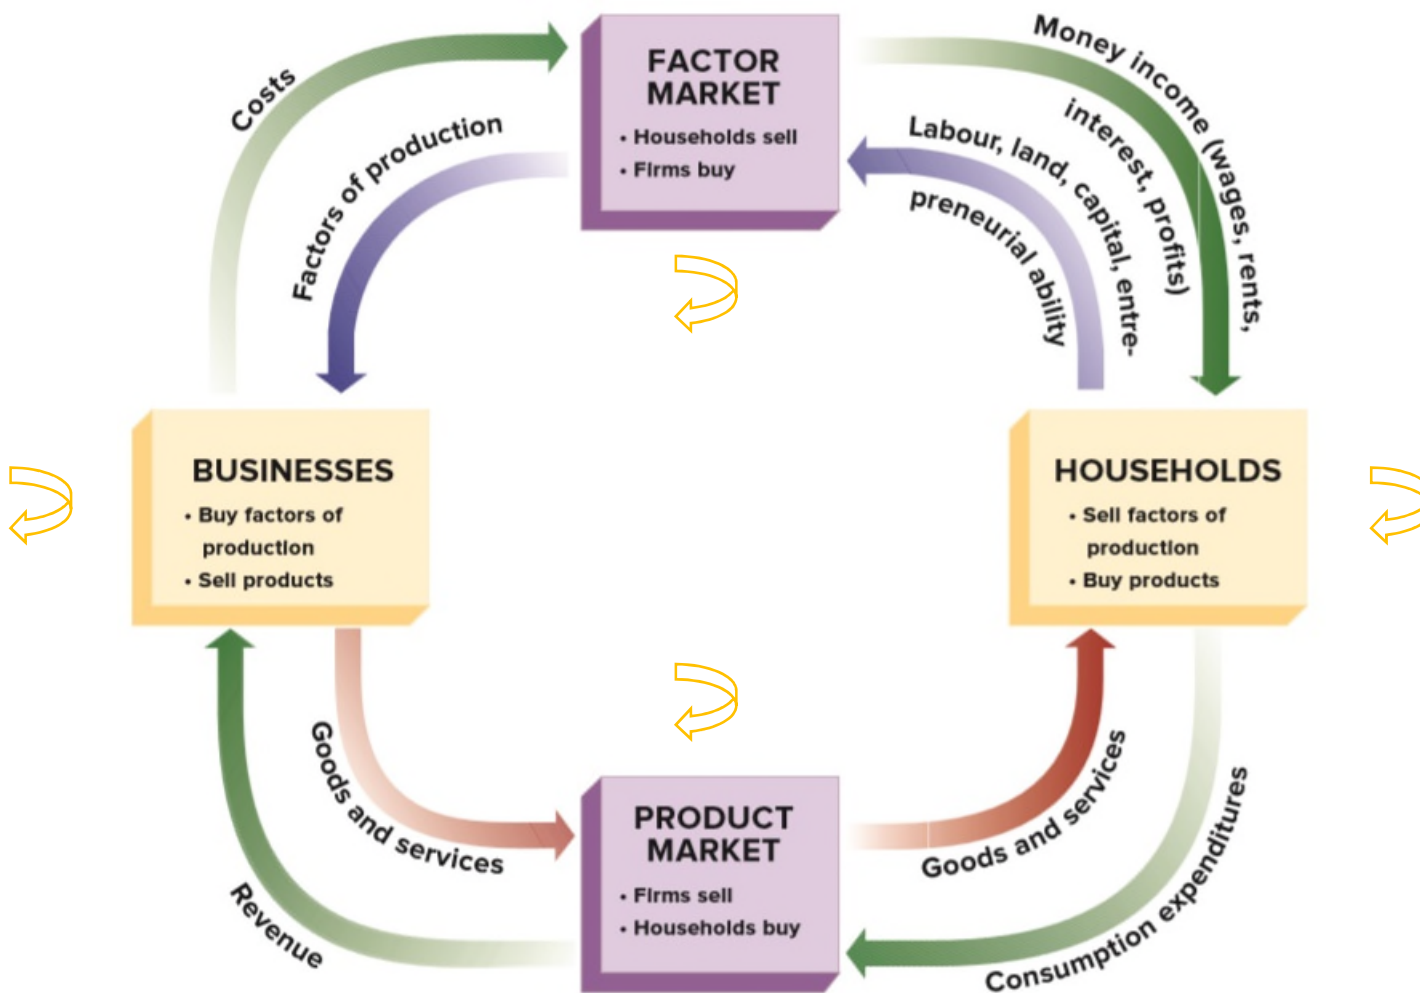 Costs
FACTOR
MARKET
• Households sell
• Firms buy
Money income (wages, rents,
interest, profits)
Factors of production
Labour, land, capital, entre-
preneurial ability
BUSINESSES
• Buy factors of
production
• Sell products
HOUSEHOLDS
• Sell factors of
production
• Buy products
Goods and services
Revenue
PRODUCT
MARKET
• Firms sell
• Households buy
Goods and services
Consumption expenditures